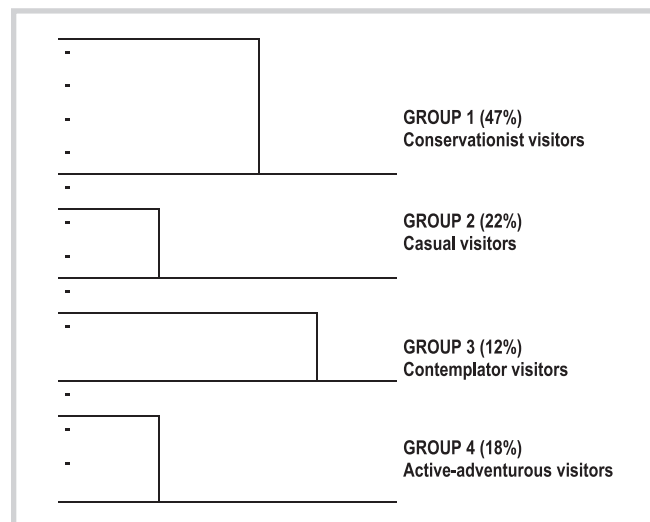 GROUP 1 (47%)
Conservationist visitors
GROUP 2 (22%)
Casual visitors
GROUP 3 (12%)
Contemplator visitors
GROUP 4 (18%)
Active-adventurous visitors